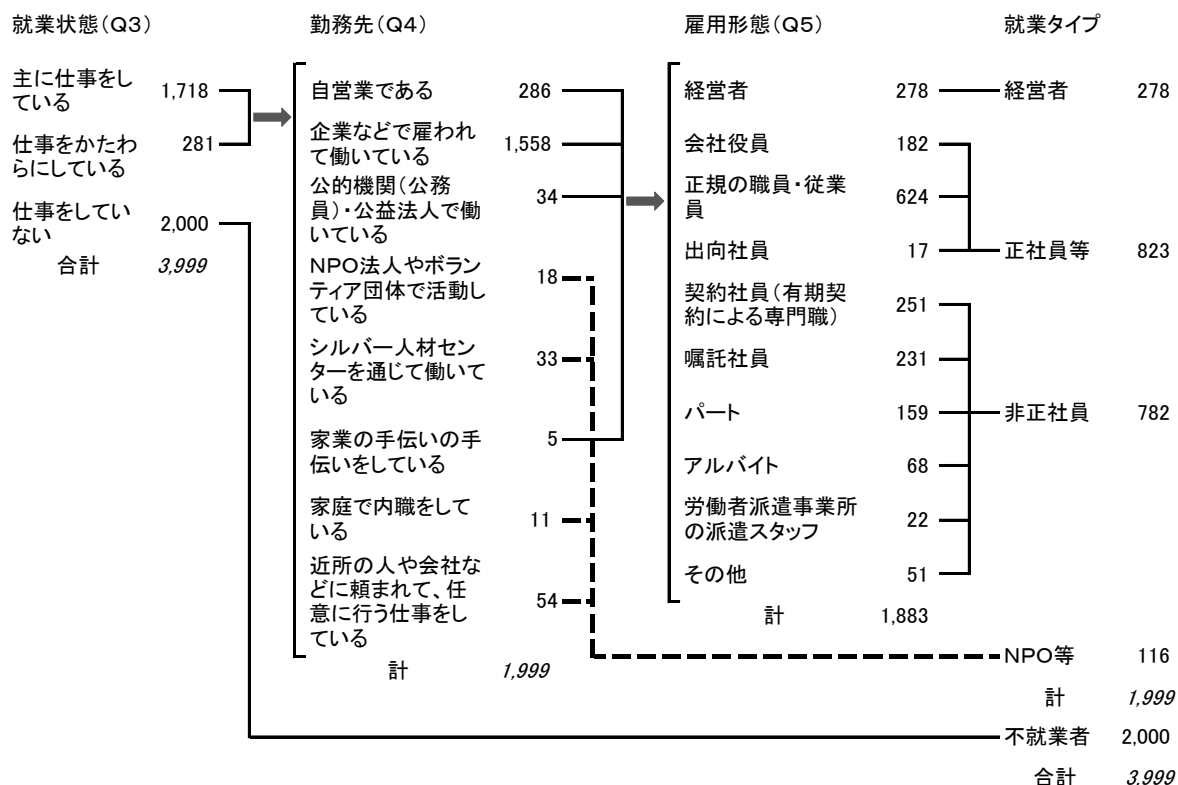 就業状態(Q3)
勤務先(Q4)
雇用形態(Q5)
就業タイプ
主に仕事をし
ている
1,718
仕事をかたわ
らにしている
281
仕事をしてい
ない
2,000
合計 3,999
自営業である 286
企業などで雇われ
て働いている
1,558
公的機関(公務
員)・公益法人で働
いている
34
NPO法人やボラン
ティア団体で活動し
ている
18
シルバー人材セン
ターを通じて働いて
いる
33
家業の手伝いの手
伝いをしている
5
家庭で内職をして
いる
11
近所の人や会社な
どに頼まれて、任
意に行う仕事をし
ている
54
計 1,999
経営者 278
会社役員 182
正規の職員・従業
員
624
出向社員 17
契約社員(有期契
約による専門職)
251
嘱託社員 231
パート 159
アルバイト 68
労働者派遣事業所
の派遣スタッフ
22
その他 51
計 1,883
経営者 278
正社員等 823
非正社員 782
NPO等 116
計 1,999
不就業者 2,000
合計 3,999